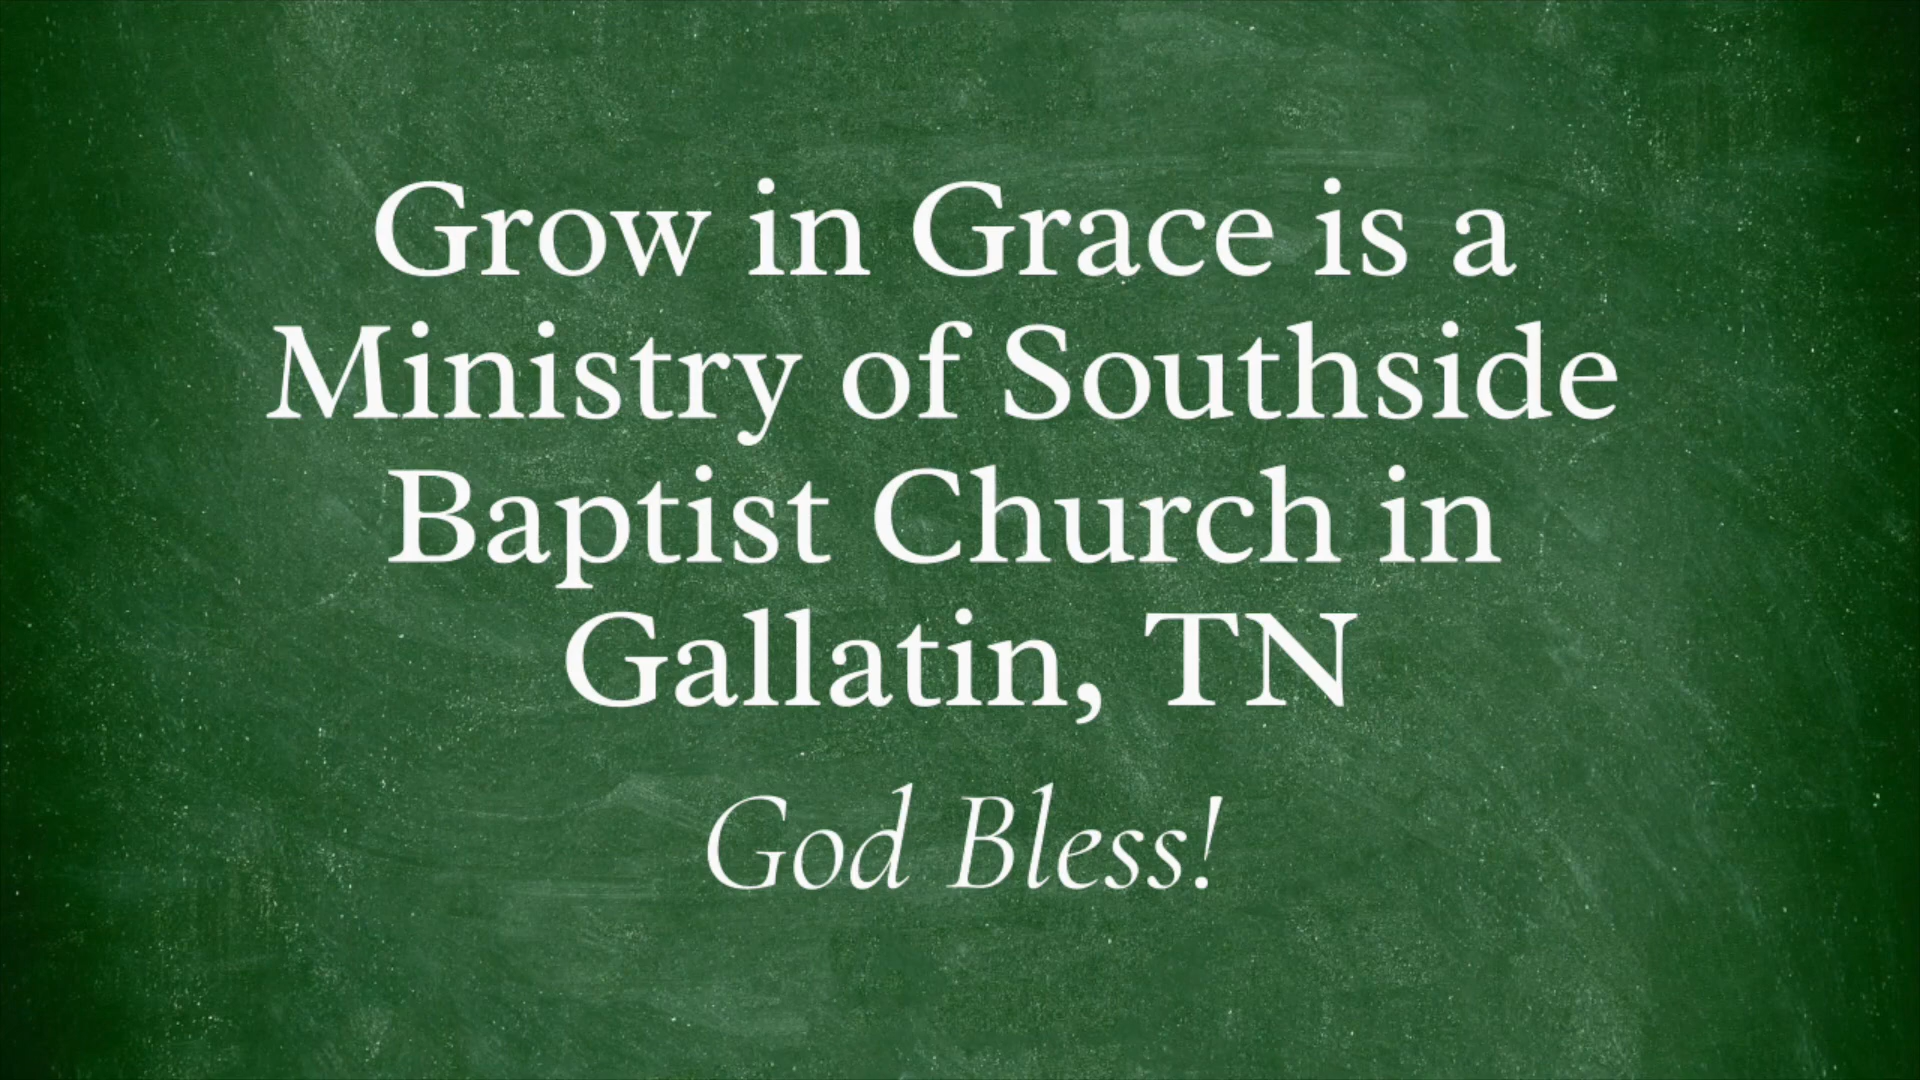 Grow in Grace is a
Ministry of Southside
Baptist Church in
Gallatin, TN
God Bless!